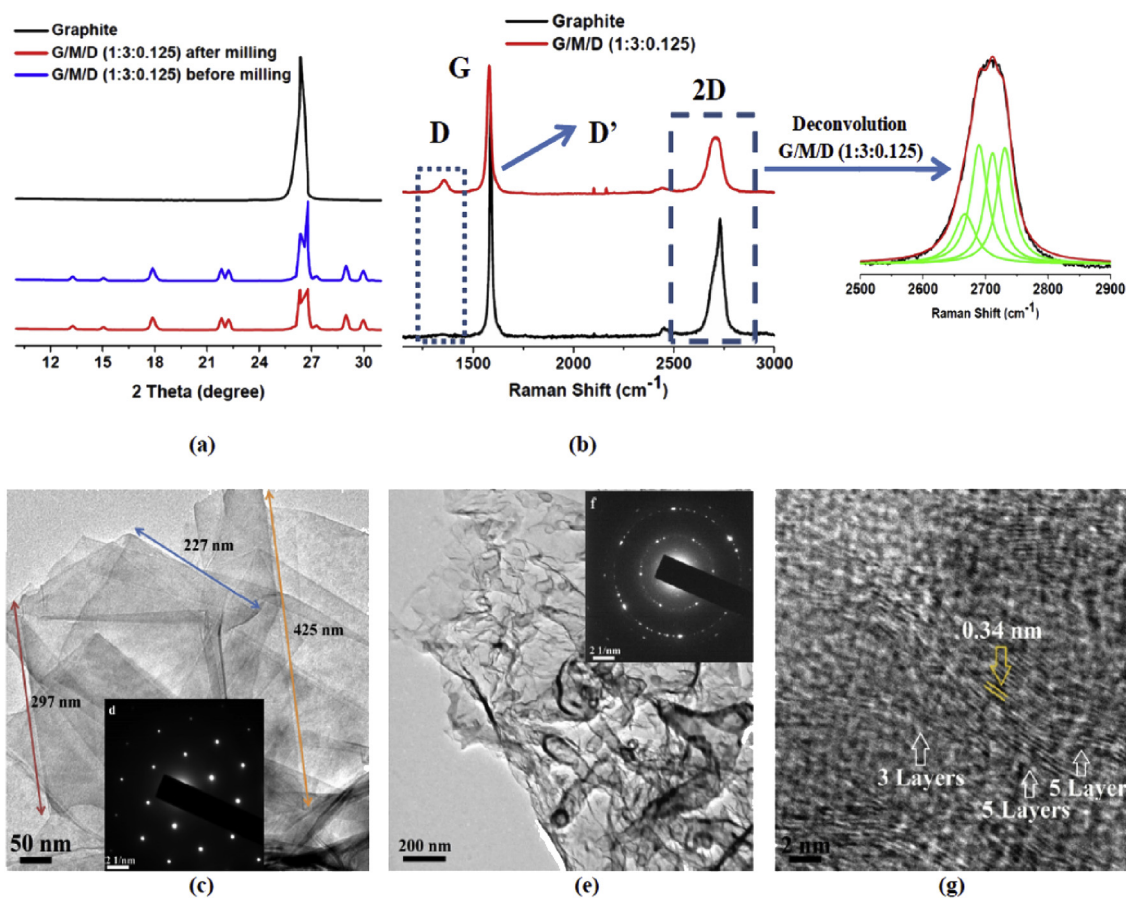 Graphite
G/M/D (1:3:0.125) after milling
G/M/D (1:3:0.125) before milling
12 15 18 21 24 27 30
2 Theta (degree)
(a)
Graphite
G/M/D (1:3:0.125)
G
D
D’
2D
1500 2000 2500 3000
Raman Shift (cm-1)
(b)
Deconvolution
G/M/D (1:3:0.125)
2500 2600 2700 2800 2900
Raman Shift (cm-1)
227 nm
425 nm
297 nm
d
2 1/nm
50 nm
(c)
f
2 1/nm
200 nm
(e)
0.34 nm
3 Layers
5 Layers
5 Layer
2 nm
(g)